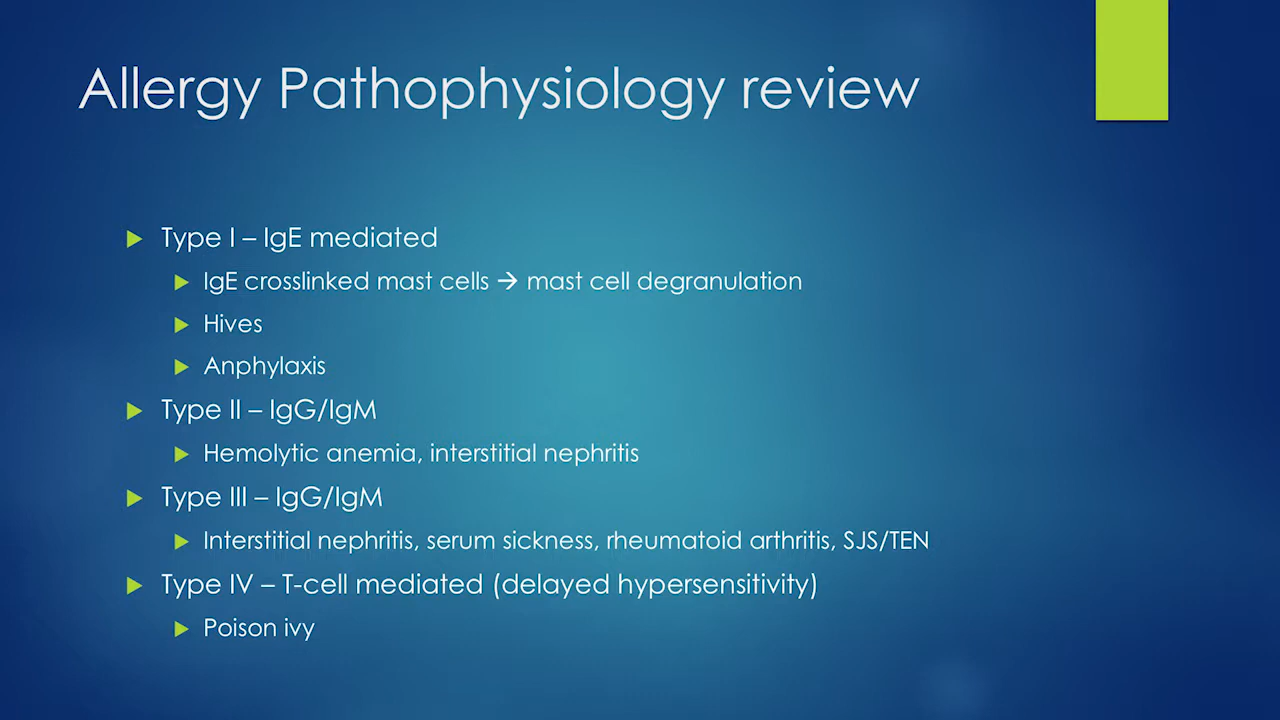 Allergy Pathophysiology review
Type I – IgE mediated
IgE crosslinked mast cells → mast cell degranulation
Hives
Anphylaxis
Type II – IgG/IgM
Hemolytic anemia, interstitial nephritis
Type III – IgG/IgM
Interstitial nephritis, serum sickness, rheumatoid arthritis, SJS/TEN
Type IV – T-cell mediated (delayed hypersensitivity)
Poison ivy